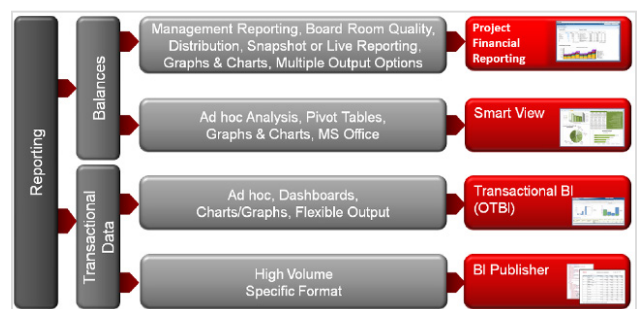 Reporting
Balances
Management Reporting, Board Room Quality,
Distribution, Snapshot or Live Reporting,
Graphs & Charts, Multiple Output Options
Project
Financial
Reporting
Ad hoc Analysis, Pivot Tables,
Graphs & Charts, MS Office
Smart View
Transactional
Data
Ad hoc, Dashboards,
Charts/Graphs, Flexible Output
Transactional BI
(OTBI)
High Volume
Specific Format
BI Publisher